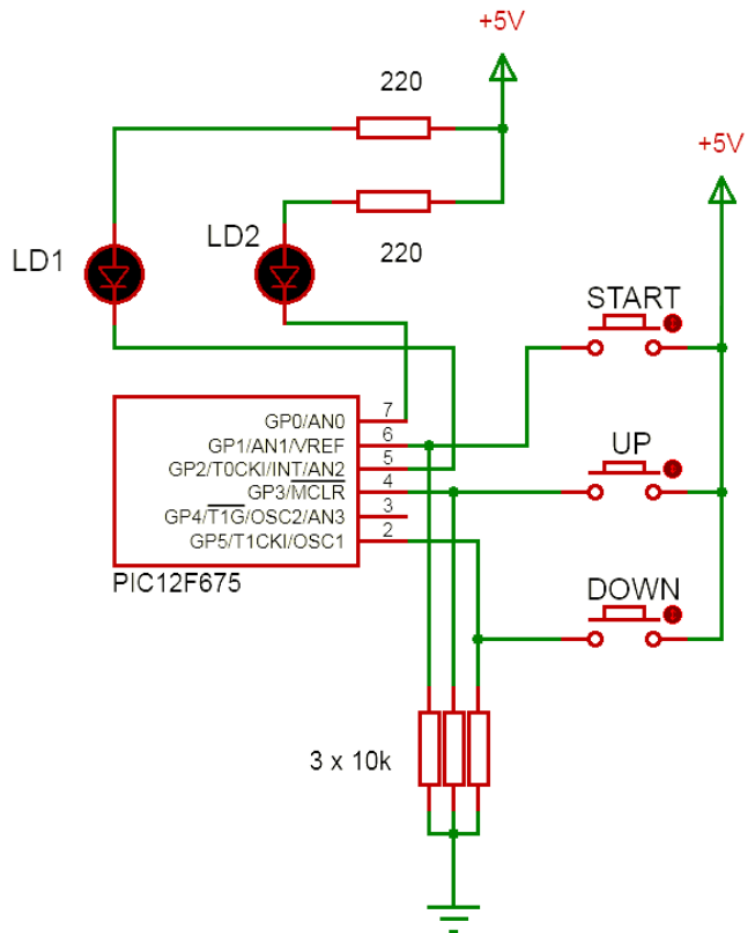 +5V
220
+5V
220
LD1
LD2
START
GP0/AN0 7
GP1/AN1/VREF 6
GP2/T0CKI/INT/AN2 5
GP3/MCLR 4
GP4/T1G/OSC2/AN3 3
GP5/T1CKI/OSC1 2
PIC12F675
UP
DOWN
3 x 10k